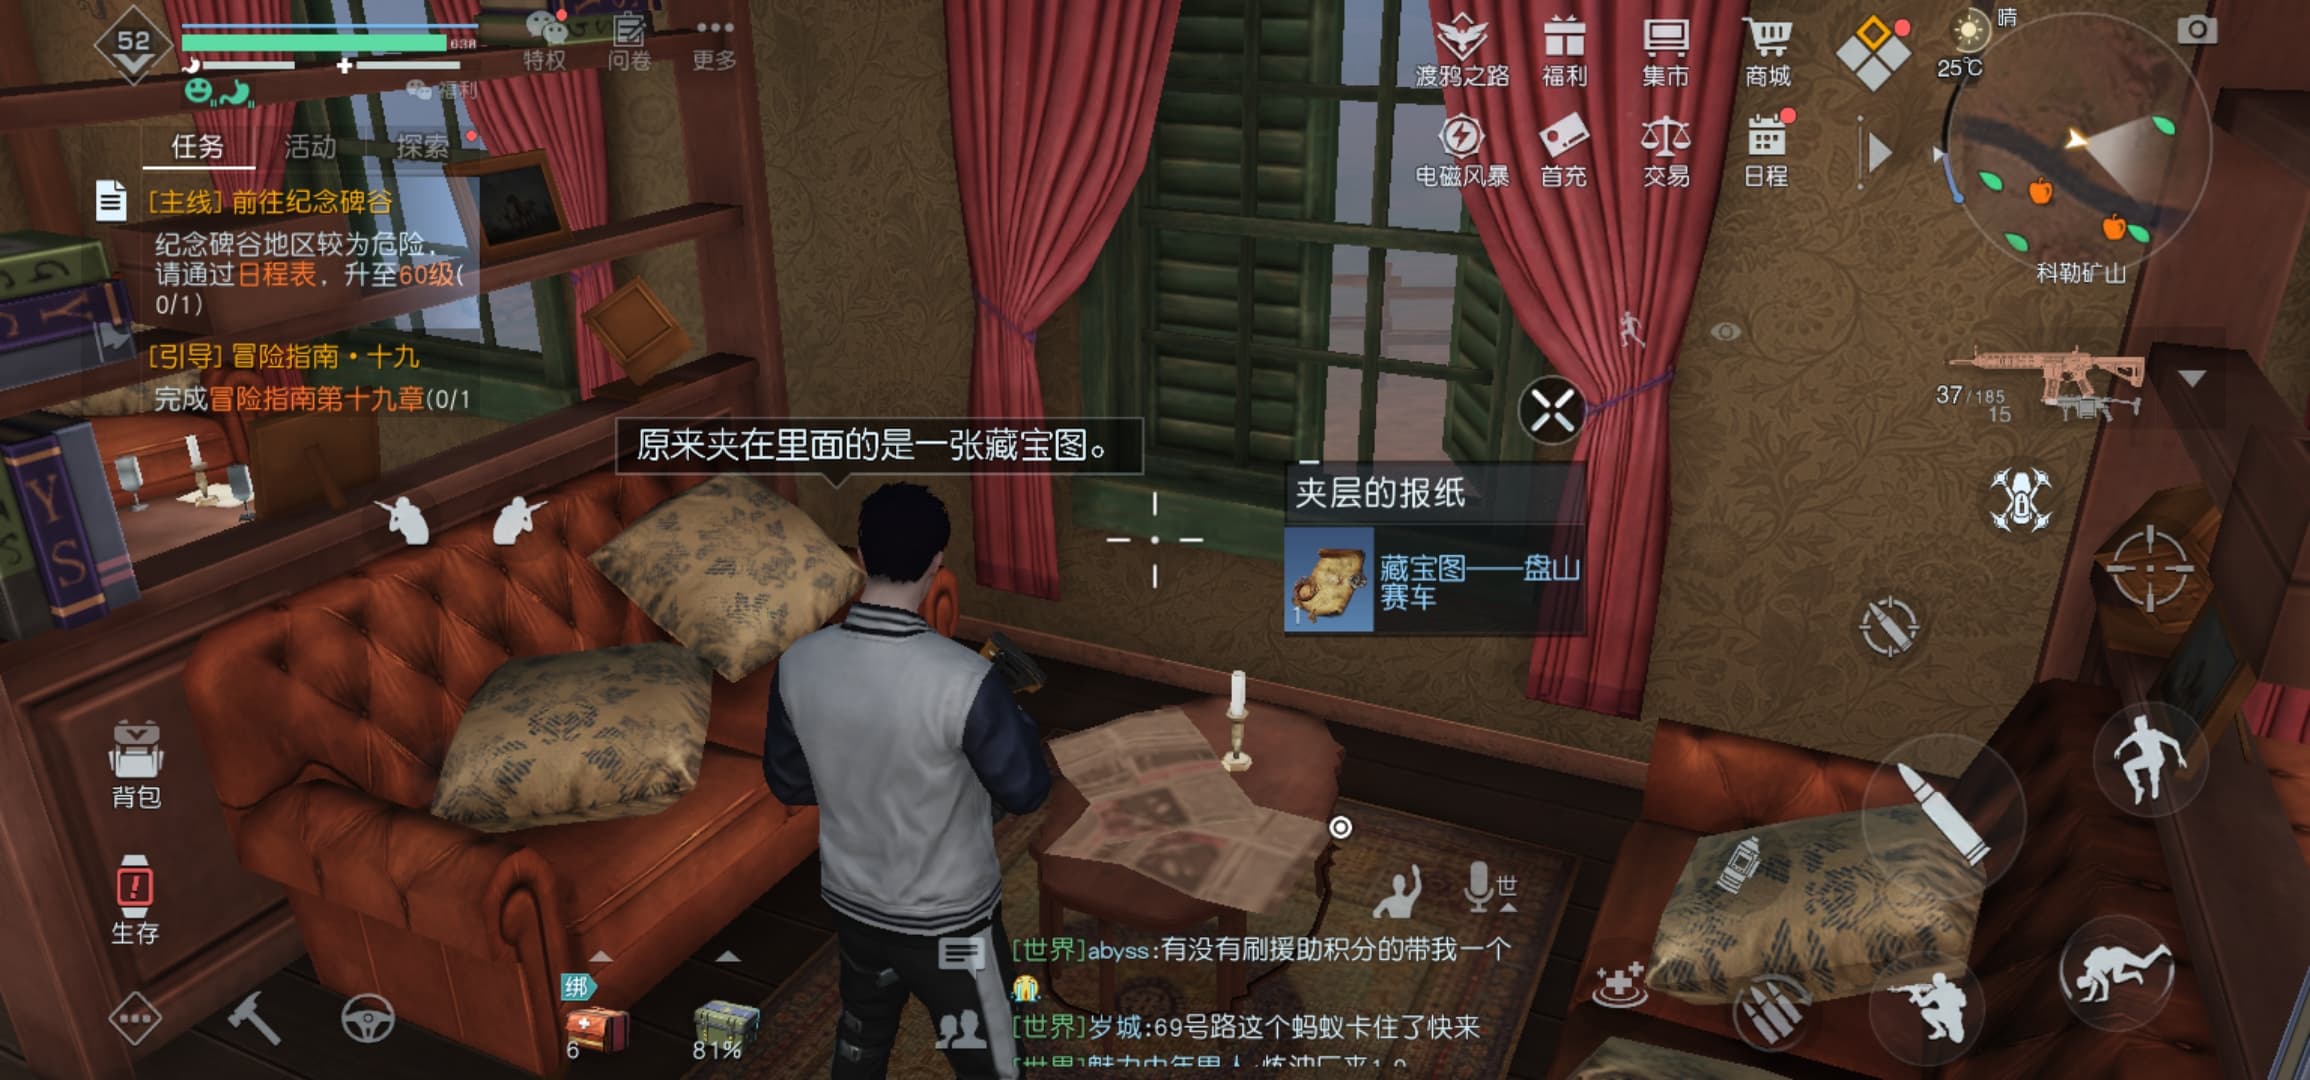 52
638
特权
问卷
更多
福利
渡鸦之路
福利
集市
商城
晴
25℃
电磁风暴
首充
交易
日程
科勒矿山
任务
活动
探索
[主线] 前往纪念碑谷
纪念碑谷地区较为危险，
请通过日程表，升至60级(
0/1)
[引导] 冒险指南·十九
完成冒险指南第十九章(0/1
37/185
15
原来夹在里面的是一张藏宝图。
夹层的报纸
藏宝图——盘山
赛车
1
Y
S
背包
生存
绑
6
81%
世
[世界]abyss:有没有刷援助积分的带我一个
[世界]岁城:69号路这个蚂蚁卡住了快来